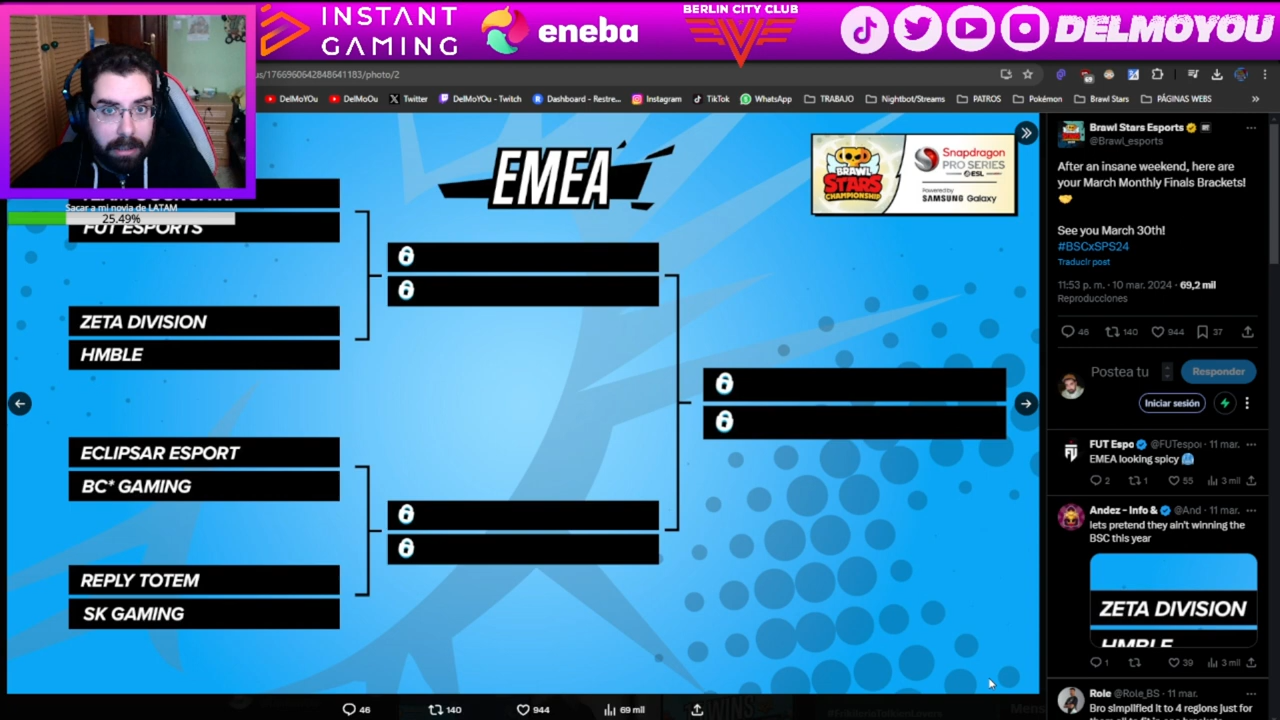 INSTANT
GAMING
eneba
BERLIN CITY CLUB
DELMOYOU
us/1766960642848641183/photo/2
DelMoYOu
DelMoOu
Twitter
DelMoYOu - Twitch
Dashboard - Restre...
Instagram
TikTok
WhatsApp
TRABAJO
Nightbot/Streams
PATROS
Pokémon
Brawl Stars
PÁGINAS WEBS
Sacar a mi novia de LATAM
25.49%
FUT ESPORTS
ZETA DIVISION
HMBLE
ECLIPSAR ESPORT
BC* GAMING
REPLY TOTEM
SK GAMING
EMEA
BRAWL
STARS
CHAMPIONSHIP
Snapdragon
PRO SERIES
ESL
Powered by
SAMSUNG Galaxy
46
140
944
69 mil
Brawl Stars Esports
@Brawl_esports
After an insane weekend, here are
your March Monthly Finals Brackets!
See you March 30th!
#BSCxSPS24
Traducir post
11:53 p. m. · 10 mar. 2024 · 69,2 mil
Reproducciones
46
140
944
37
Postea tu
Responder
Iniciar sesión
FUT Espo @FUTespo · 11 mar.
EMEA looking spicy
2
1
55
3 mil
Andez - Info & @And · 11 mar.
lets pretend they ain't winning the
BSC this year
ZETA DIVISION
HMBLE
1
39
3 mil
Role @Role_BS · 11 mar.
Bro simplified it to 4 regions just for